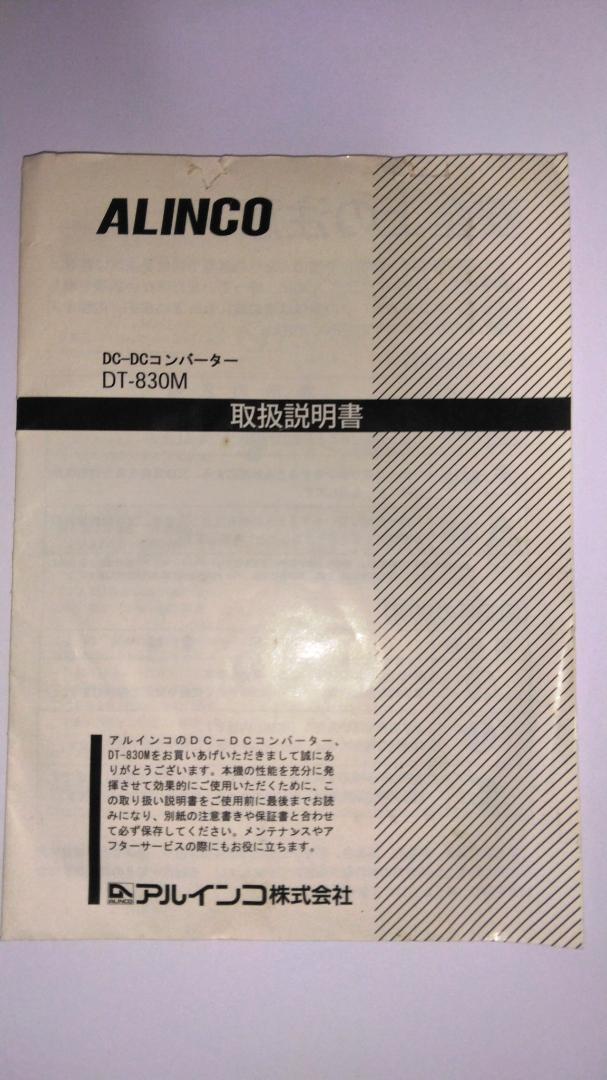 ALINCO
DC-DCコンバーター
DT-830M
取扱説明書
アルインコのDC-DCコンバーター、
DT-830Mをお買いあげいただきまして誠にあ
りがとうございます。本機の性能を充分に発
揮させて効果的にご使用いただくために、こ
の取り扱い説明書をご使用前に最後までお読
みになり、別紙の注意書きや保証書と合わせ
て必ず保存してください。メンテナンスやア
フターサービスの際にもお役に立ちます。
ALINCO アルインコ株式会社